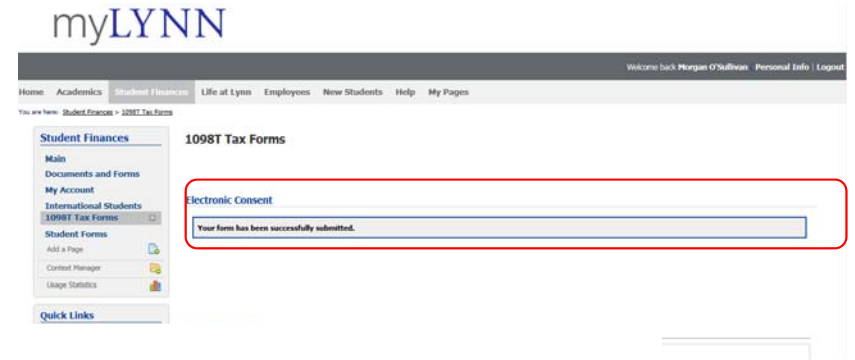 myLYNN
Welcome back Morgan O'Sullivan Personal Info | Logout
Home Academics Student Finances Life at Lynn Employees New Students Help My Pages
You are here: Student Finances > 1098T Tax Forms
Student Finances
Main
Documents and Forms
My Account
International Students
1098T Tax Forms
Student Forms
Add a Page
Context Manager
Usage Statistics
Quick Links
1098T Tax Forms
Electronic Consent
Your form has been successfully submitted.